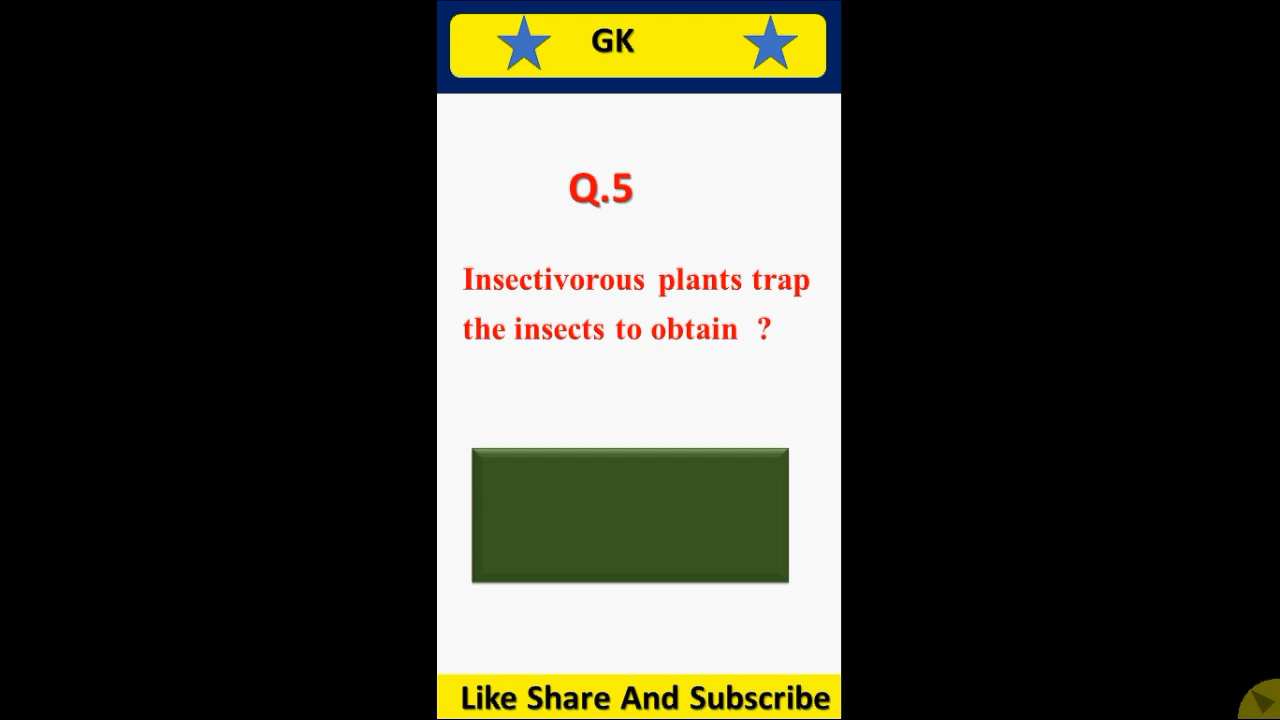 GK
Q.5
Insectivorous plants trap
the insects to obtain ?
Like Share And Subscribe